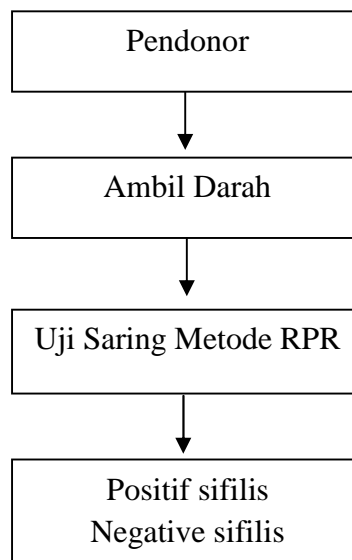 Pendonor
Ambil Darah
Uji Saring Metode RPR
Positif sifilis
Negative sifilis